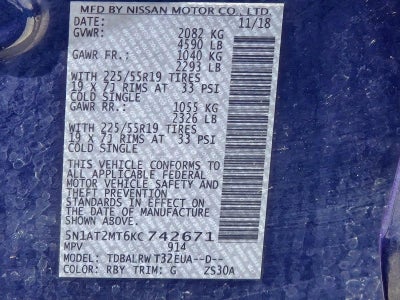 MFD BY NISSAN MOTOR CO., LTD.
DATE: 11/18
GVWR: 2082 KG
4590 LB
GAWR FR.: 1040 KG
2293 LB
WITH 225/55R19 TIRES
19 X 7J RIMS AT 33 PSI
COLD SINGLE
GAWR RR.: 1055 KG
2326 LB
WITH 225/55R19 TIRES
19 X 7J RIMS AT 33 PSI
COLD SINGLE
THIS VEHICLE CONFORMS TO
ALL APPLICABLE FEDERAL
MOTOR VEHICLE SAFETY AND
THEFT PREVENTION
STANDARDS IN EFFECT ON
THE DATE OF MANUFACTURE
SHOWN ABOVE.
5N1AT2MT6KC 742671
MPV 914
MODEL: TDBALRW T32EUA--D--
COLOR: RBY TRIM: G ZS30A